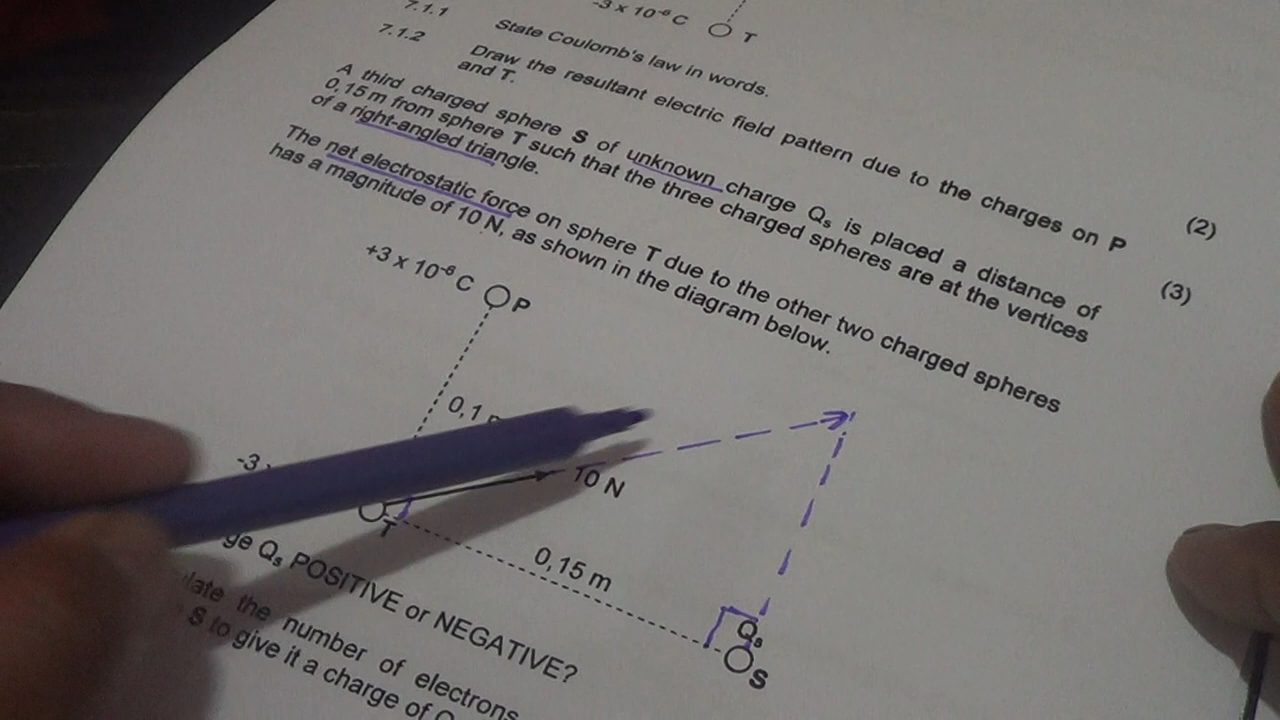 -3 x 10⁻⁶ C
T
7.1.1 State Coulomb's law in words. (2)
7.1.2 Draw the resultant electric field pattern due to the charges on P
and T. (3)
A third charged sphere S of unknown charge Qₛ is placed a distance of
0,15 m from sphere T such that the three charged spheres are at the vertices
of a right-angled triangle.
The net electrostatic force on sphere T due to the other two charged spheres
has a magnitude of 10 N, as shown in the diagram below.
+3 x 10⁻⁶ C
P
0,1
-3
10 N
T
0,15 m
Qₛ
S
ge Qₛ POSITIVE or NEGATIVE?
late the number of electrons
S to give it a charge of